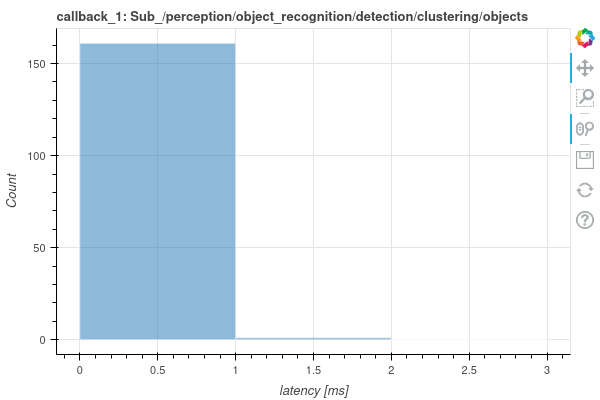 callback_1: Sub_/perception/object_recognition/detection/clustering/objects
Count
150
100
50
0
0 0.5 1 1.5 2 2.5 3
latency [ms]